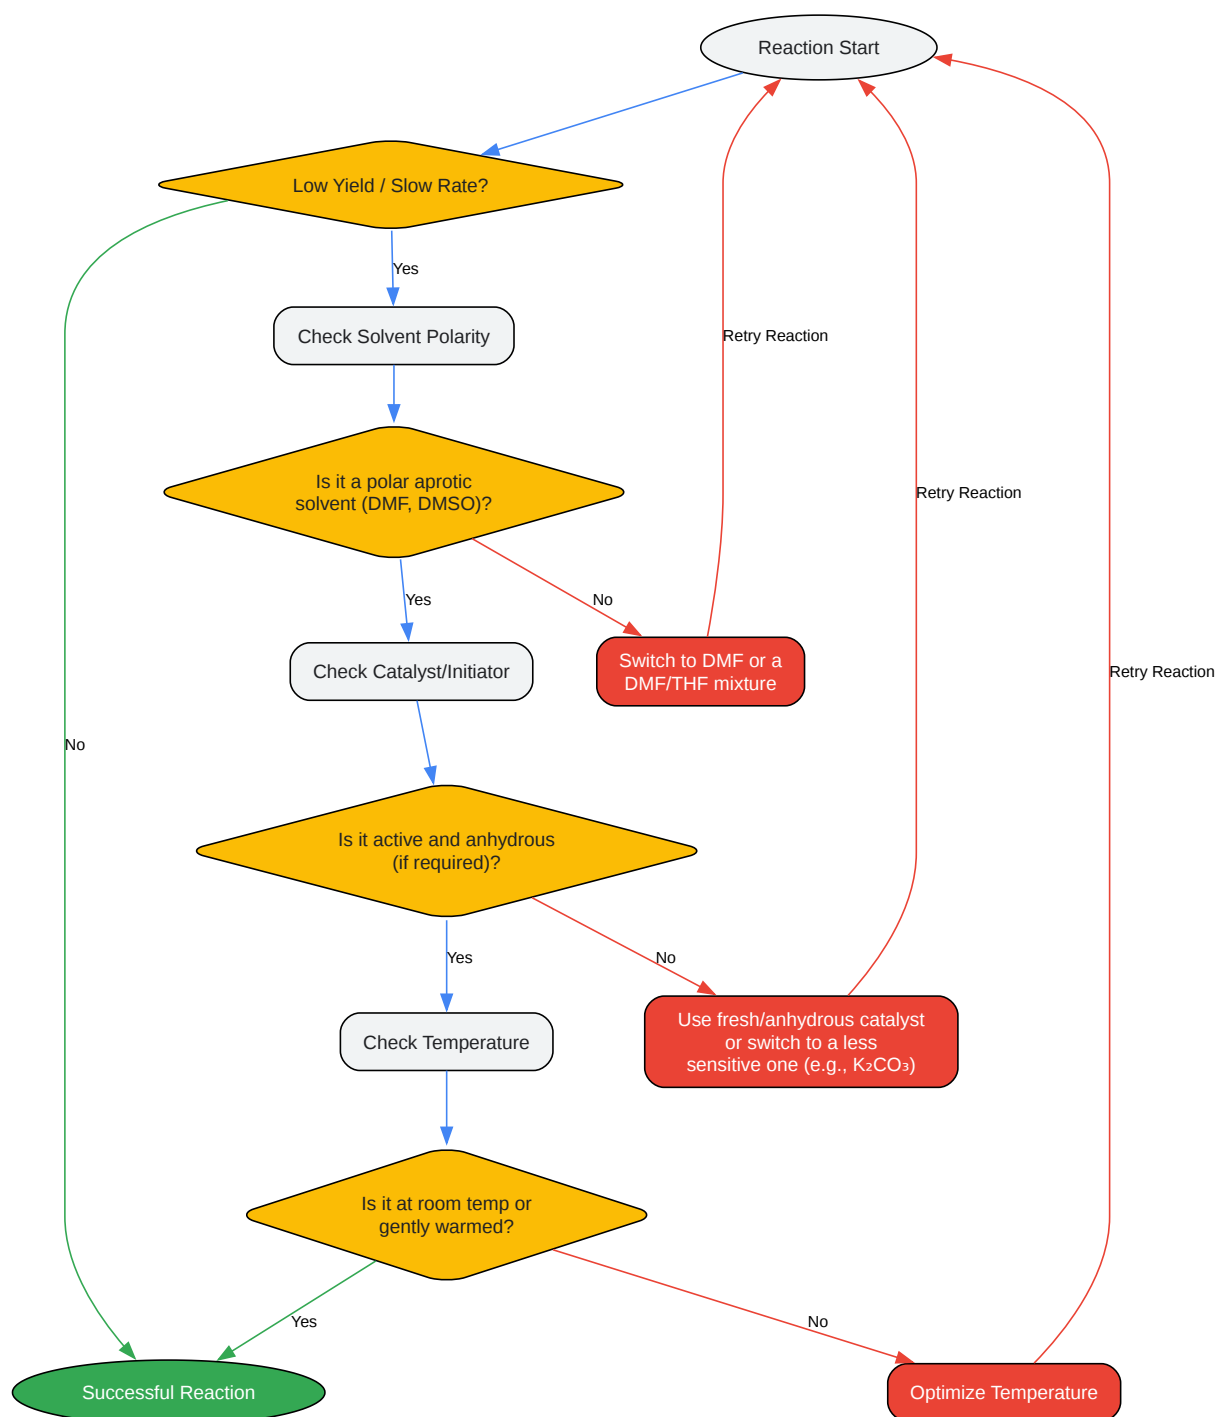 Reaction Start
Low Yield / Slow Rate?
Yes
Check Solvent Polarity
Retry Reaction
Is it a polar aprotic
solvent (DMF, DMSO)?
Retry Reaction
Yes
No
Check Catalyst/Initiator
Switch to DMF or a
DMF/THF mixture
Retry Reaction
No
Is it active and anhydrous
(if required)?
Yes
No
Check Temperature
Use fresh/anhydrous catalyst
or switch to a less
sensitive one (e.g., K₂CO₃)
Is it at room temp or
gently warmed?
Yes
No
Successful Reaction
Optimize Temperature